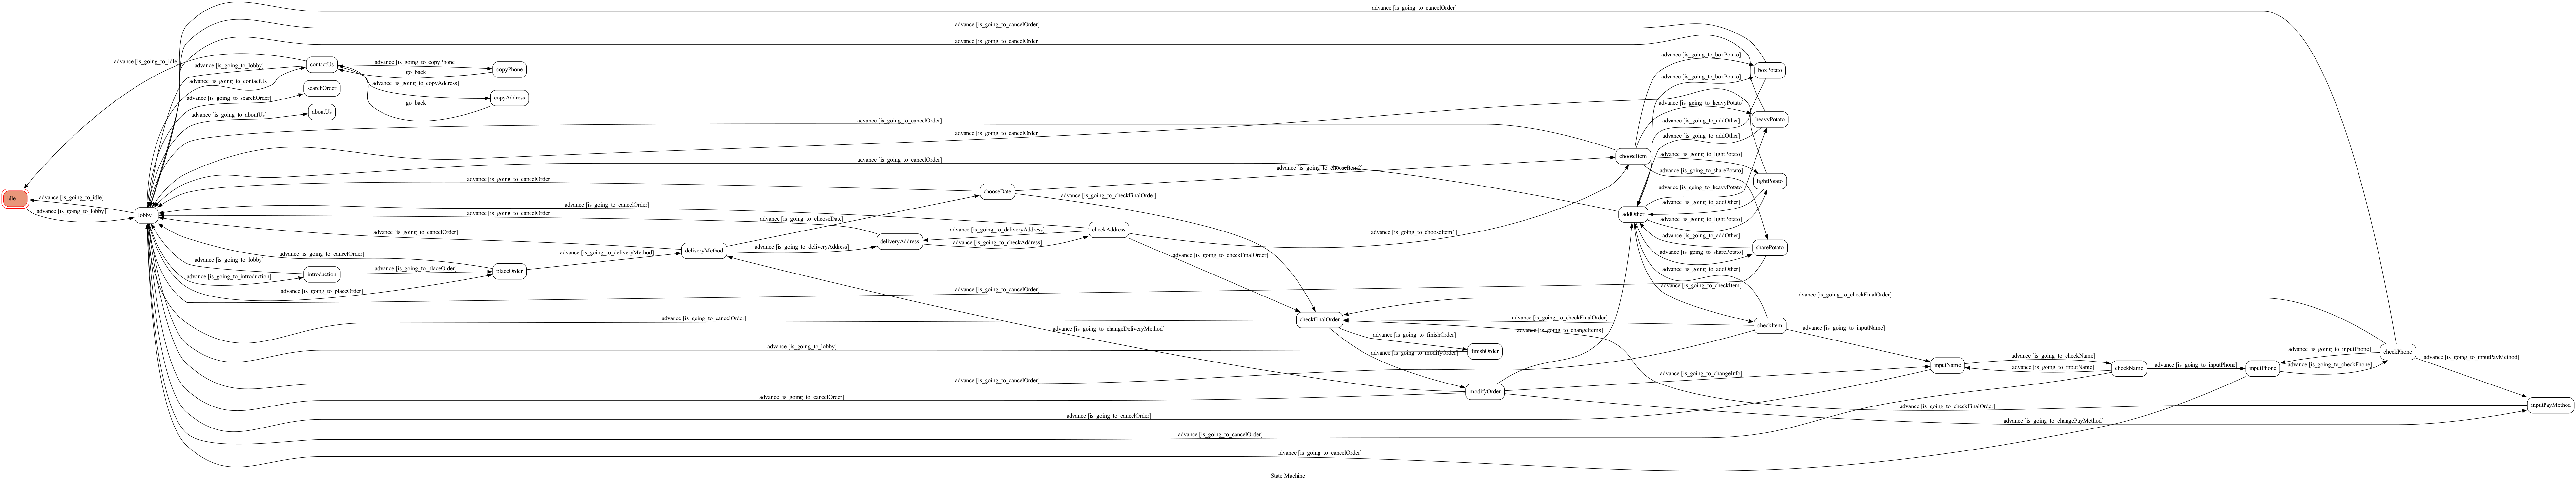 advance [is_going_to_cancelOrder]
advance [is_going_to_cancelOrder]
advance [is_going_to_cancelOrder]
advance [is_going_to_boxPotato]
advance [is_going_to_idle]
contactUs
advance [is_going_to_copyPhone]
advance [is_going_to_lobby]
copyPhone
go_back
boxPotato
advance [is_going_to_boxPotato]
advance [is_going_to_contactUs]
advance [is_going_to_copyAddress]
searchOrder
advance [is_going_to_searchOrder]
copyAddress
go_back
advance [is_going_to_heavyPotato]
aboutUs
advance [is_going_to_aboutUs]
heavyPotato
advance [is_going_to_cancelOrder]
advance [is_going_to_addOther]
advance [is_going_to_cancelOrder]
advance [is_going_to_addOther]
advance [is_going_to_lightPotato]
chooseItem
advance [is_going_to_cancelOrder]
advance [is_going_to_chooseItem2]
advance [is_going_to_sharePotato]
advance [is_going_to_cancelOrder]
lightPotato
advance [is_going_to_heavyPotato]
chooseDate
advance [is_going_to_checkFinalOrder]
idle
advance [is_going_to_idle]
advance [is_going_to_addOther]
advance [is_going_to_cancelOrder]
advance [is_going_to_lobby]
lobby
advance [is_going_to_cancelOrder]
addOther
advance [is_going_to_chooseDate]
advance [is_going_to_lightPotato]
advance [is_going_to_deliveryAddress]
checkAddress
advance [is_going_to_cancelOrder]
advance [is_going_to_chooseItem1]
advance [is_going_to_addOther]
deliveryAddress
advance [is_going_to_checkAddress]
advance [is_going_to_deliveryAddress]
deliveryMethod
sharePotato
advance [is_going_to_cancelOrder]
advance [is_going_to_deliveryMethod]
advance [is_going_to_sharePotato]
advance [is_going_to_checkFinalOrder]
advance [is_going_to_lobby]
advance [is_going_to_placeOrder]
placeOrder
advance [is_going_to_addOther]
introduction
advance [is_going_to_introduction]
advance [is_going_to_checkItem]
advance [is_going_to_placeOrder]
advance [is_going_to_cancelOrder]
advance [is_going_to_checkFinalOrder]
advance [is_going_to_cancelOrder]
checkFinalOrder
advance [is_going_to_checkFinalOrder]
checkItem
advance [is_going_to_changeDeliveryMethod]
advance [is_going_to_changeItems]
advance [is_going_to_inputName]
advance [is_going_to_finishOrder]
advance [is_going_to_lobby]
advance [is_going_to_modifyOrder]
finishOrder
advance [is_going_to_inputPhone]
checkPhone
advance [is_going_to_checkName]
advance [is_going_to_inputPayMethod]
inputName
advance [is_going_to_inputName]
checkName
advance [is_going_to_inputPhone]
inputPhone
advance [is_going_to_checkPhone]
advance [is_going_to_changeInfo]
advance [is_going_to_cancelOrder]
modifyOrder
advance [is_going_to_cancelOrder]
advance [is_going_to_checkFinalOrder]
inputPayMethod
advance [is_going_to_cancelOrder]
advance [is_going_to_changePayMethod]
advance [is_going_to_cancelOrder]
advance [is_going_to_cancelOrder]
State Machine